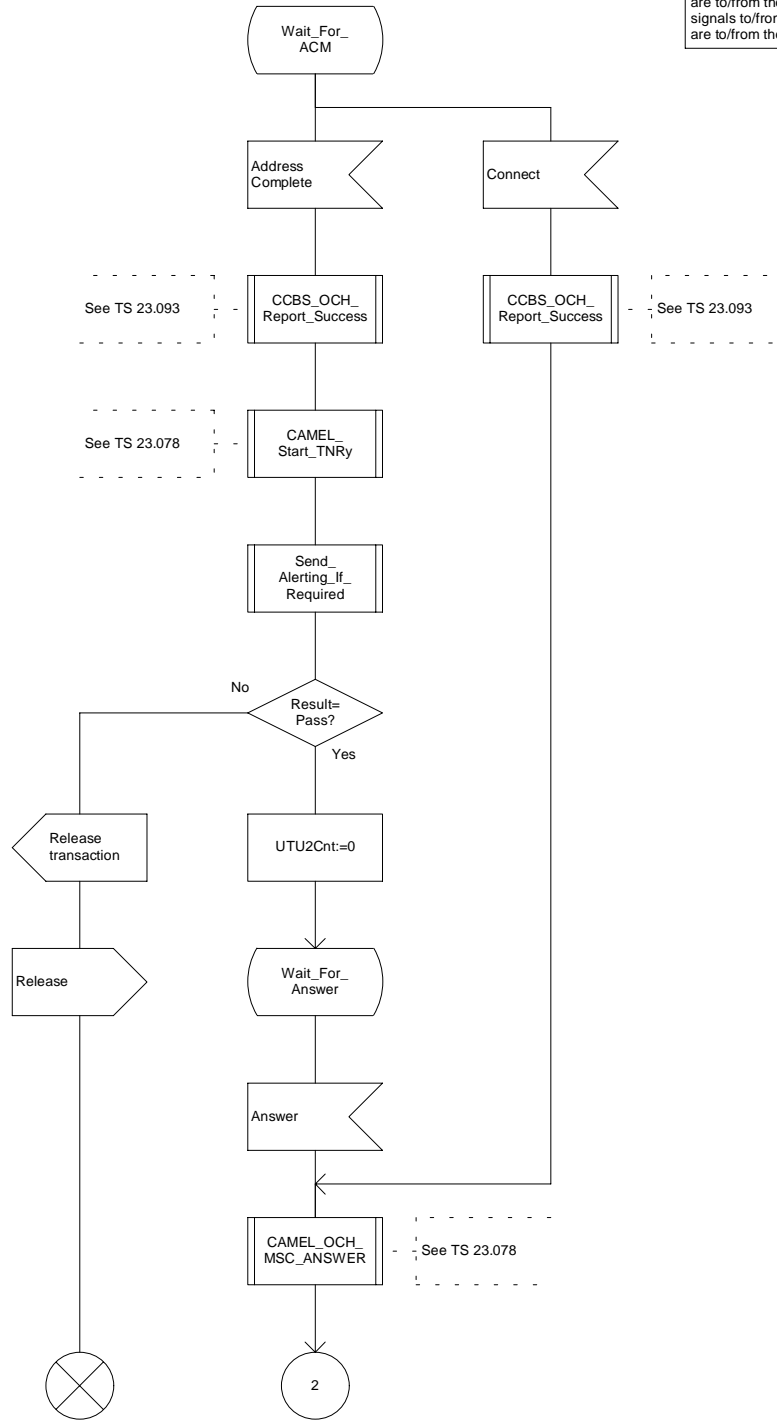 are to/from the
signals to/from
are to/from the
Wait_For_
ACM
Address
Complete
Connect
See TS 23.093
CCBS_OCH_
Report_Success
CCBS_OCH_
Report_Success
See TS 23.093
See TS 23.078
CAMEL_
Start_TNRy
Send_
Alerting_If_
Required
No
Result=
Pass?
Yes
Release
transaction
UTU2Cnt:=0
Release
Wait_For_
Answer
Answer
CAMEL_OCH_
MSC_ANSWER
See TS 23.078
2